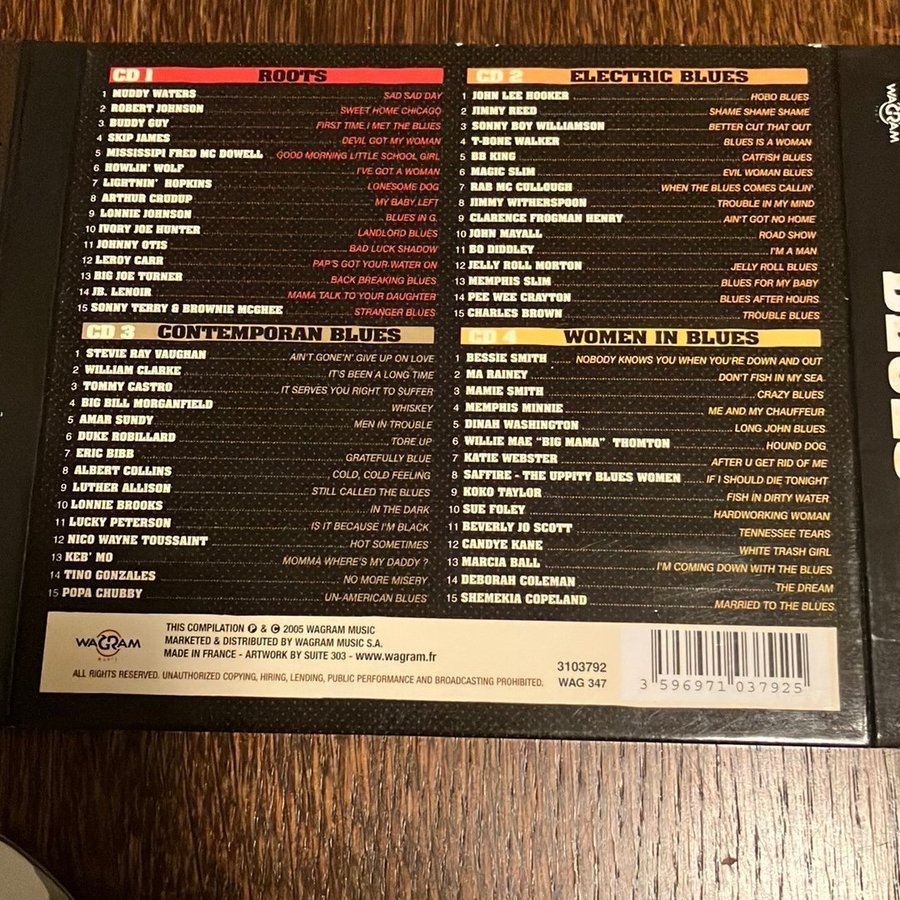 CD 1 ROOTS
1 MUDDY WATERS SAD SAD DAY
2 ROBERT JOHNSON SWEET HOME CHICAGO
3 BUDDY GUY FIRST TIME I MET THE BLUES
4 SKIP JAMES DEVIL GOT MY WOMAN
5 MISSISSIPI FRED MC DOWELL GOOD MORNING LITTLE SCHOOL GIRL
6 HOWLIN' WOLF I'VE GOT A WOMAN
7 LIGHTNIN' HOPKINS LONESOME DOG
8 ARTHUR CRUDUP MY BABY LEFT
9 LONNIE JOHNSON BLUES IN G.
10 IVORY JOE HUNTER LANDLORD BLUES
11 JOHNNY OTIS BAD LUCK SHADOW
12 LEROY CARR PAP'S GOT YOUR WATER ON
13 BIG JOE TURNER BACK BREAKING BLUES
14 JB. LENOIR MAMA TALK TO YOUR DAUGHTER
15 SONNY TERRY & BROWNIE MCGHEE STRANGER BLUES
CD 2 ELECTRIC BLUES
1 JOHN LEE HOOKER HOBO BLUES
2 JIMMY REED SHAME SHAME SHAME
3 SONNY BOY WILLIAMSON BETTER CUT THAT OUT
4 T-BONE WALKER BLUES IS A WOMAN
5 BB KING CATFISH BLUES
6 MAGIC SLIM EVIL WOMAN BLUES
7 RAB MC CULLOUGH WHEN THE BLUES COMES CALLIN'
8 JIMMY WITHERSPOON TROUBLE IN MY MIND
9 CLARENCE FROGMAN HENRY AIN'T GOT NO HOME
10 JOHN MAYALL ROAD SHOW
11 BO DIDDLEY I'M A MAN
12 JELLY ROLL MORTON JELLY ROLL BLUES
13 MEMPHIS SLIM BLUES FOR MY BABY
14 PEE WEE CRAYTON BLUES AFTER HOURS
15 CHARLES BROWN TROUBLE BLUES
CD 3 CONTEMPORAN BLUES
1 STEVIE RAY VAUGHAN AIN'T GONE'N' GIVE UP ON LOVE
2 WILLIAM CLARKE IT'S BEEN A LONG TIME
3 TOMMY CASTRO IT SERVES YOU RIGHT TO SUFFER
4 BIG BILL MORGANFIELD WHISKEY
5 AMAR SUNDY MEN IN TROUBLE
6 DUKE ROBILLARD TORE UP
7 ERIC BIBB GRATEFULLY BLUE
8 ALBERT COLLINS COLD, COLD FEELING
9 LUTHER ALLISON STILL CALLED THE BLUES
10 LONNIE BROOKS IN THE DARK
11 LUCKY PETERSON IS IT BECAUSE I'M BLACK
12 NICO WAYNE TOUSSAINT HOT SOMETIMES
13 KEB' MO MOMMA WHERE'S MY DADDY ?
14 TINO GONZALES NO MORE MISERY
15 POPA CHUBBY UN-AMERICAN BLUES
CD 4 WOMEN IN BLUES
1 BESSIE SMITH NOBODY KNOWS YOU WHEN YOU'RE DOWN AND OUT
2 MA RAINEY DON'T FISH IN MY SEA
3 MAMIE SMITH CRAZY BLUES
4 MEMPHIS MINNIE ME AND MY CHAUFFEUR
5 DINAH WASHINGTON LONG JOHN BLUES
6 WILLIE MAE "BIG MAMA" THOMTON HOUND DOG
7 KATIE WEBSTER AFTER U GET RID OF ME
8 SAFFIRE - THE UPPITY BLUES WOMEN IF I SHOULD DIE TONIGHT
9 KOKO TAYLOR FISH IN DIRTY WATER
10 SUE FOLEY HARDWORKING WOMAN
11 BEVERLY JO SCOTT TENNESSEE TEARS
12 CANDYE KANE WHITE TRASH GIRL
13 MARCIA BALL I'M COMING DOWN WITH THE BLUES
14 DEBORAH COLEMAN THE DREAM
15 SHEMEKIA COPELAND MARRIED TO THE BLUES
WAGRAM
MUSIC
THIS COMPILATION ℗ & © 2005 WAGRAM MUSIC
MARKETED & DISTRIBUTED BY WAGRAM MUSIC S.A.
MADE IN FRANCE - ARTWORK BY SUITE 303 - www.wagram.fr
ALL RIGHTS RESERVED. UNAUTHORIZED COPYING, HIRING, LENDING, PUBLIC PERFORMANCE AND BROADCASTING PROHIBITED.
3103792
WAG 347
3 596971 037925
WAGRAM
BLUES